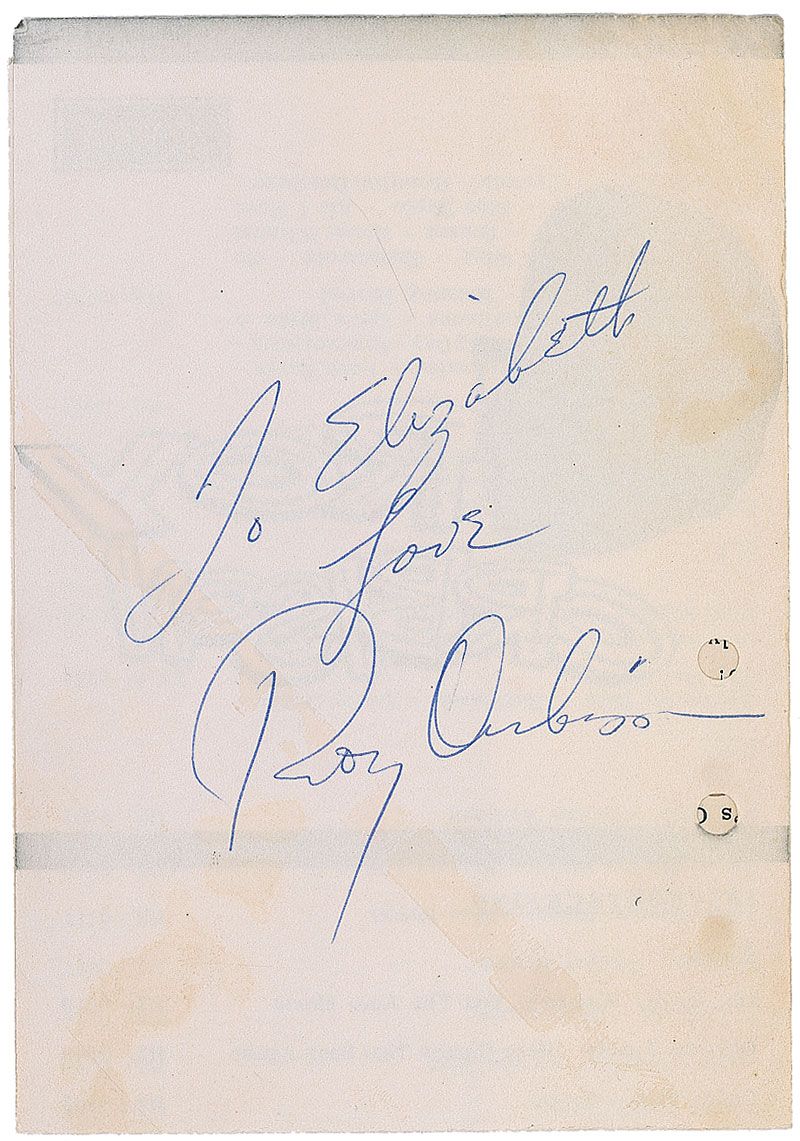 To Elizabeth
Love
Roy Orbison